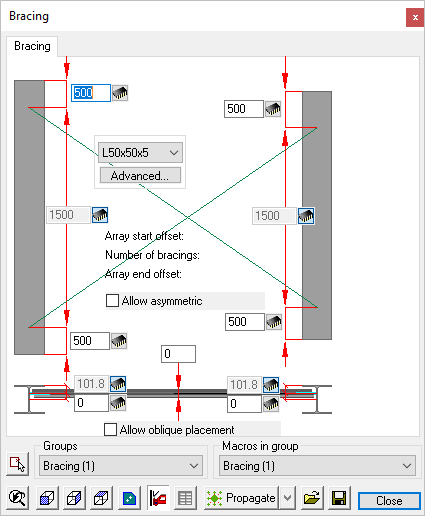 Bracing
Bracing
500
500
L50x50x5
Advanced...
1500
1500
Array start offset:
Number of bracings:
Array end offset:
Allow asymmetric
500
500
0
101.8
101.8
0
0
Allow oblique placement
Groups
Macros in group
Bracing (1)
Bracing (1)
Propagate
Close